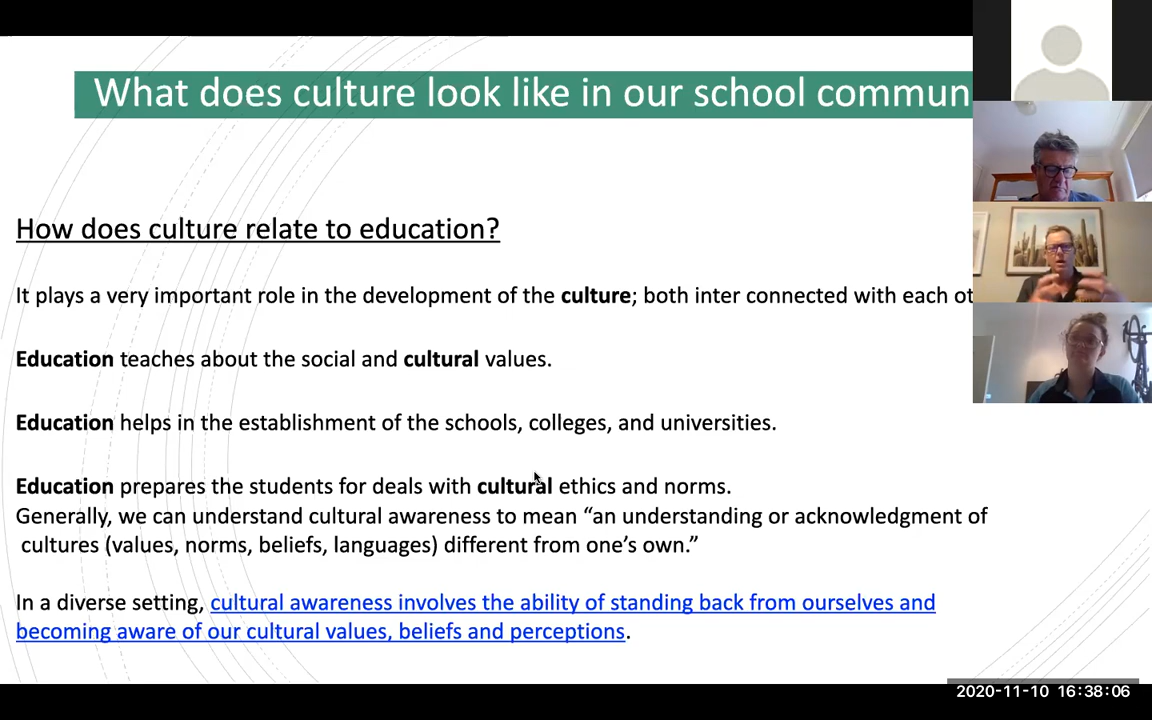 What does culture look like in our school commun
How does culture relate to education?
It plays a very important role in the development of the culture; both inter connected with each ot
Education teaches about the social and cultural values.
Education helps in the establishment of the schools, colleges, and universities.
Education prepares the students for deals with cultural ethics and norms.
Generally, we can understand cultural awareness to mean “an understanding or acknowledgment of
cultures (values, norms, beliefs, languages) different from one’s own.”
In a diverse setting, cultural awareness involves the ability of standing back from ourselves and
becoming aware of our cultural values, beliefs and perceptions.
2020-11-10 16:38:06